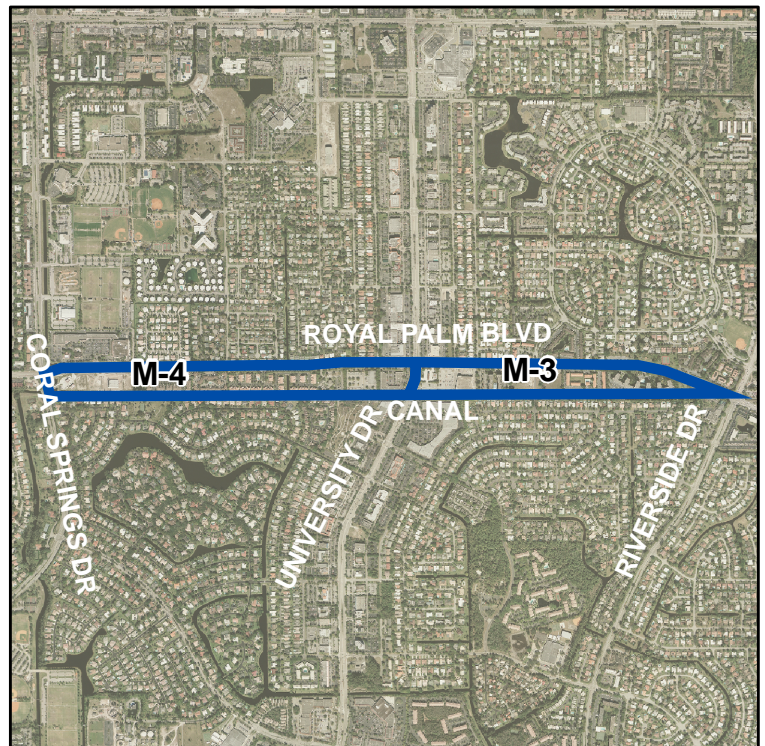 ROYAL PALM BLVD
M-4
M-3
CANAL
CORAL SPRINGS DR
UNIVERSITY DR
RIVERSIDE DR